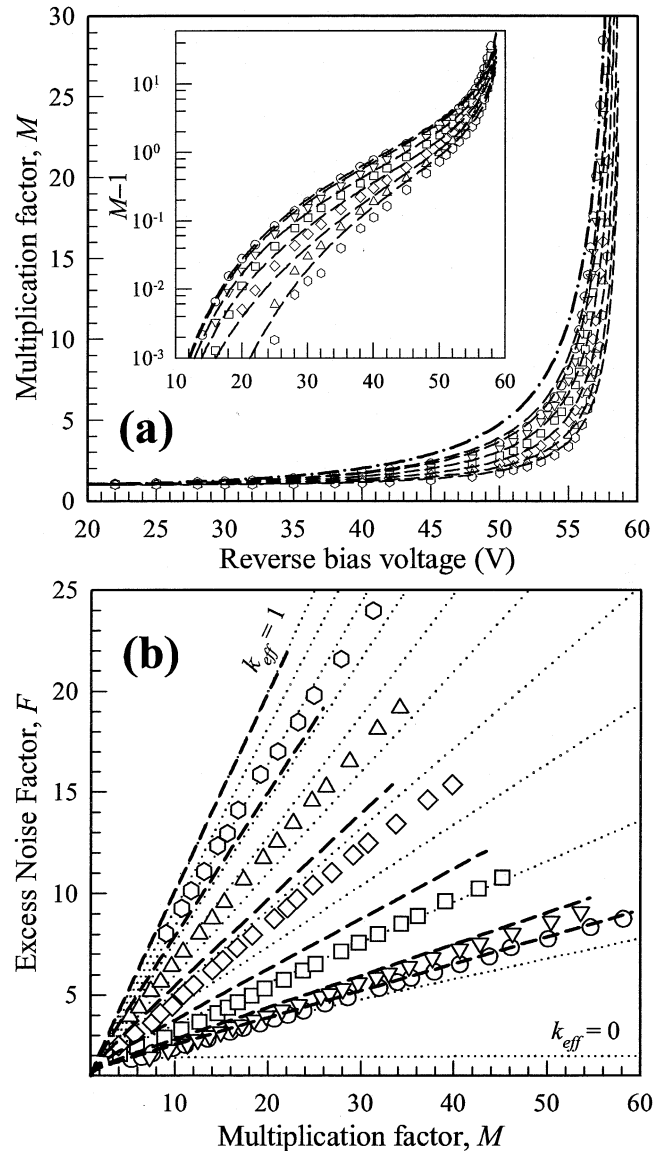 30
25
20
15
10
5
0
Multiplication factor, M
10¹
10⁰
10⁻¹
10⁻²
10⁻³
M–1
10 20 30 40 50 60
(a)
20 25 30 35 40 45 50 55 60
Reverse bias voltage (V)
25
20
15
10
5
Excess Noise Factor, F
(b)
k_eff = 1
k_eff = 0
10 20 30 40 50 60
Multiplication factor, M